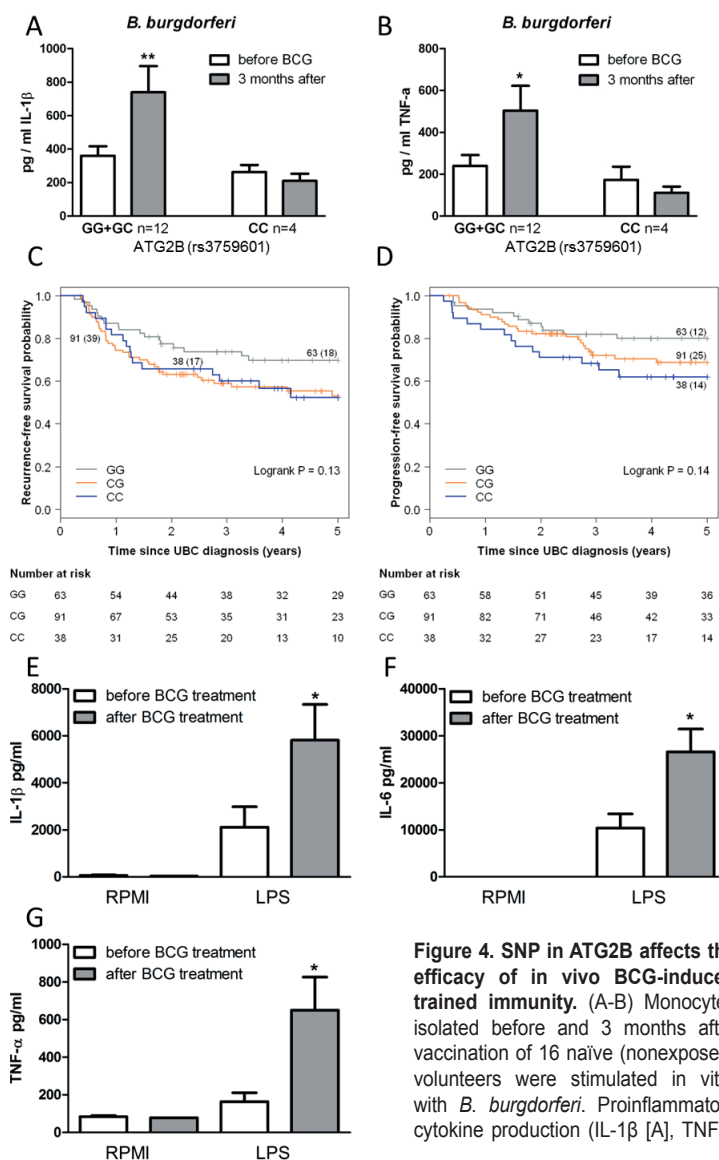 A
B. burgdorferi
before BCG
3 months after
**
pg / ml IL-1β
1000
800
600
400
200
0
GG+GC n=12
CC n=4
ATG2B (rs3759601)
B
B. burgdorferi
before BCG
3 months after
*
pg / ml TNF-a
800
600
400
200
0
GG+GC n=12
CC n=4
ATG2B (rs3759601)
C
Recurrence-free survival probability
1.0
0.8
0.6
0.4
0.2
0.0
91 (39)
38 (17)
63 (18)
GG
CG
CC
Logrank P = 0.13
0 1 2 3 4 5
Time since UBC diagnosis (years)
Number at risk
GG 63 54 44 38 32 29
CG 91 67 53 35 31 23
CC 38 31 25 20 13 10
D
Progression-free survival probability
1.0
0.8
0.6
0.4
0.2
0.0
63 (12)
91 (25)
38 (14)
GG
CG
CC
Logrank P = 0.14
0 1 2 3 4 5
Time since UBC diagnosis (years)
Number at risk
GG 63 58 51 45 39 36
CG 91 82 71 46 42 33
CC 38 32 27 23 17 14
E
before BCG treatment
after BCG treatment
*
IL-1β pg/ml
8000
6000
4000
2000
0
RPMI
LPS
F
before BCG treatment
after BCG treatment
*
IL-6 pg/ml
40000
30000
20000
10000
0
RPMI
LPS
G
before BCG treatment
after BCG treatment
*
TNF-α pg/ml
800
600
400
200
0
RPMI
LPS
Figure 4. SNP in ATG2B affects th
efficacy of in vivo BCG-induce
trained immunity. (A-B) Monocyte
isolated before and 3 months aft
vaccination of 16 naïve (nonexpose
volunteers were stimulated in vit
with B. burgdorferi. Proinflammato
cytokine production (IL-1β [A], TNF